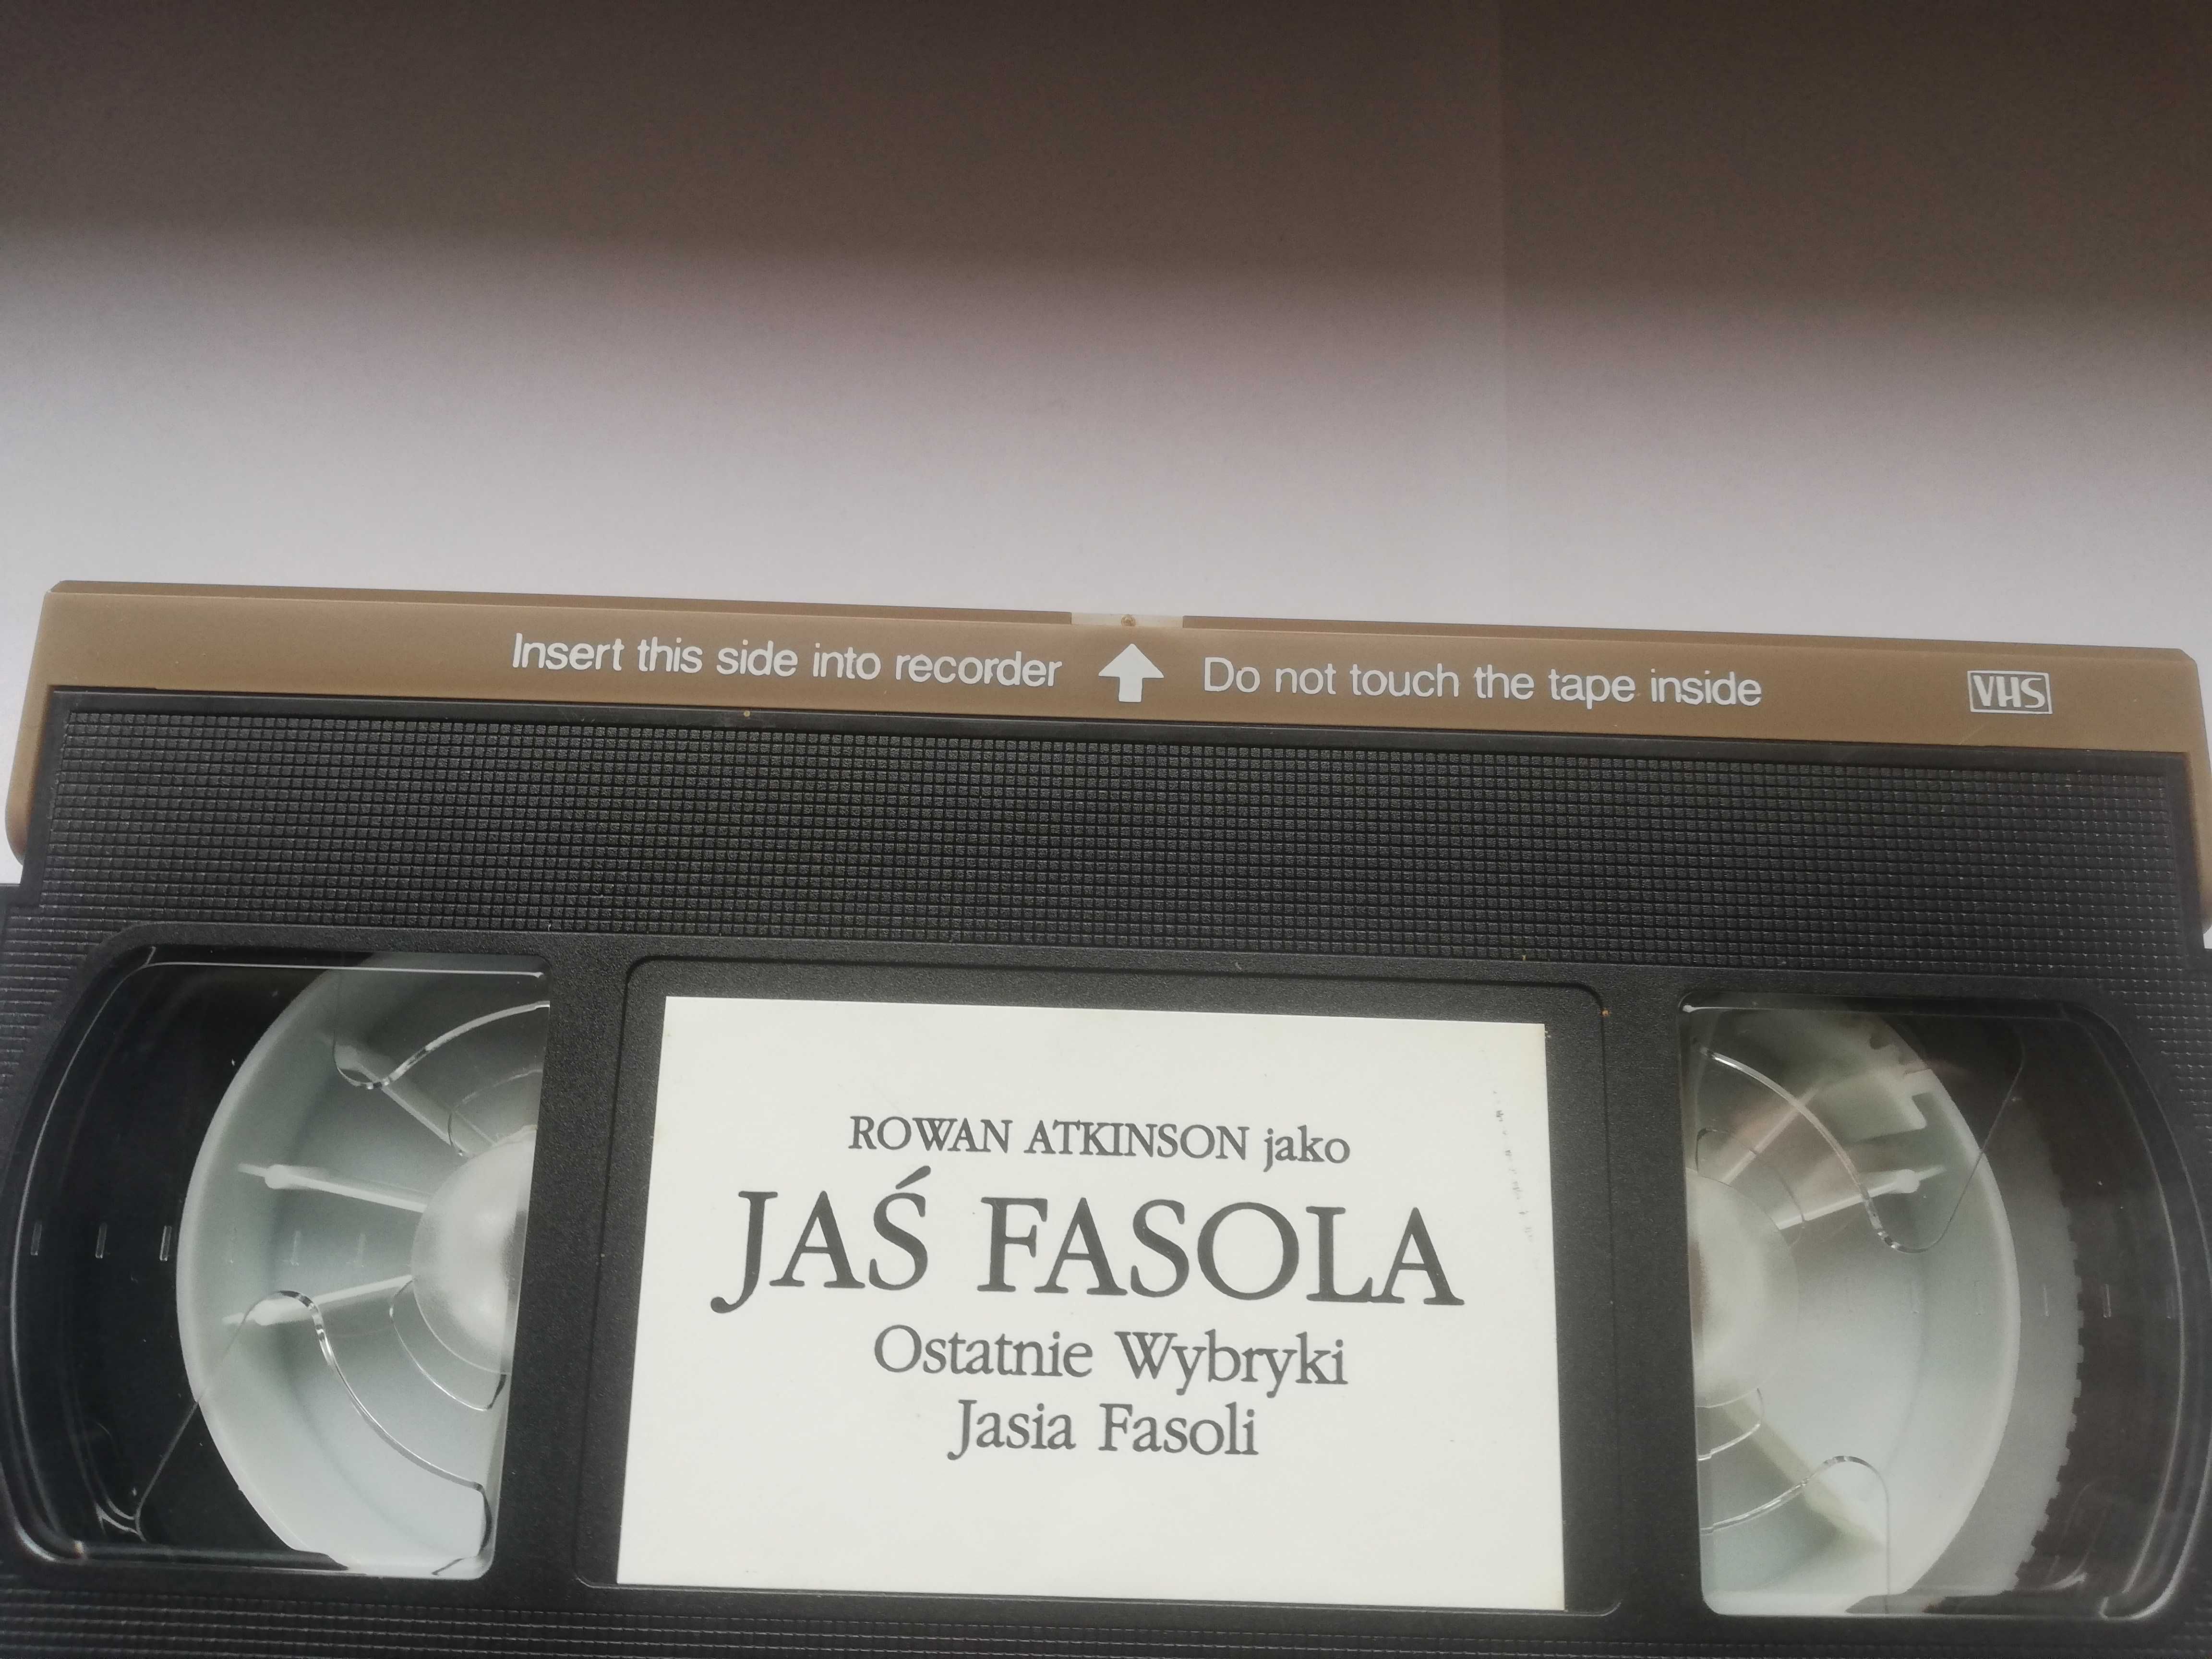 Insert this side into recorder Do not touch the tape inside VHS
ROWAN ATKINSON jako
JAŚ FASOLA
Ostatnie Wybryki
Jasia Fasoli